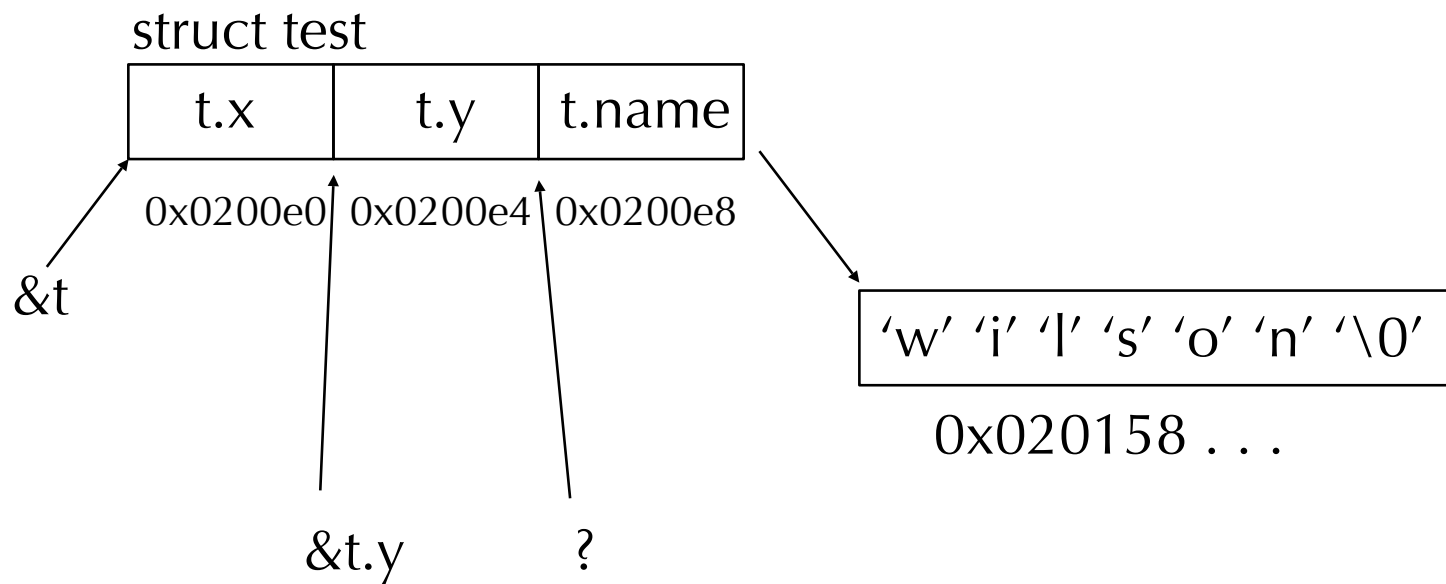 struct test
t.x t.y t.name
0x0200e0 0x0200e4 0x0200e8
&t
‘w’ ‘i’ ‘l’ ‘s’ ‘o’ ‘n’ ‘\0’
0x020158 . . .
&t.y ?